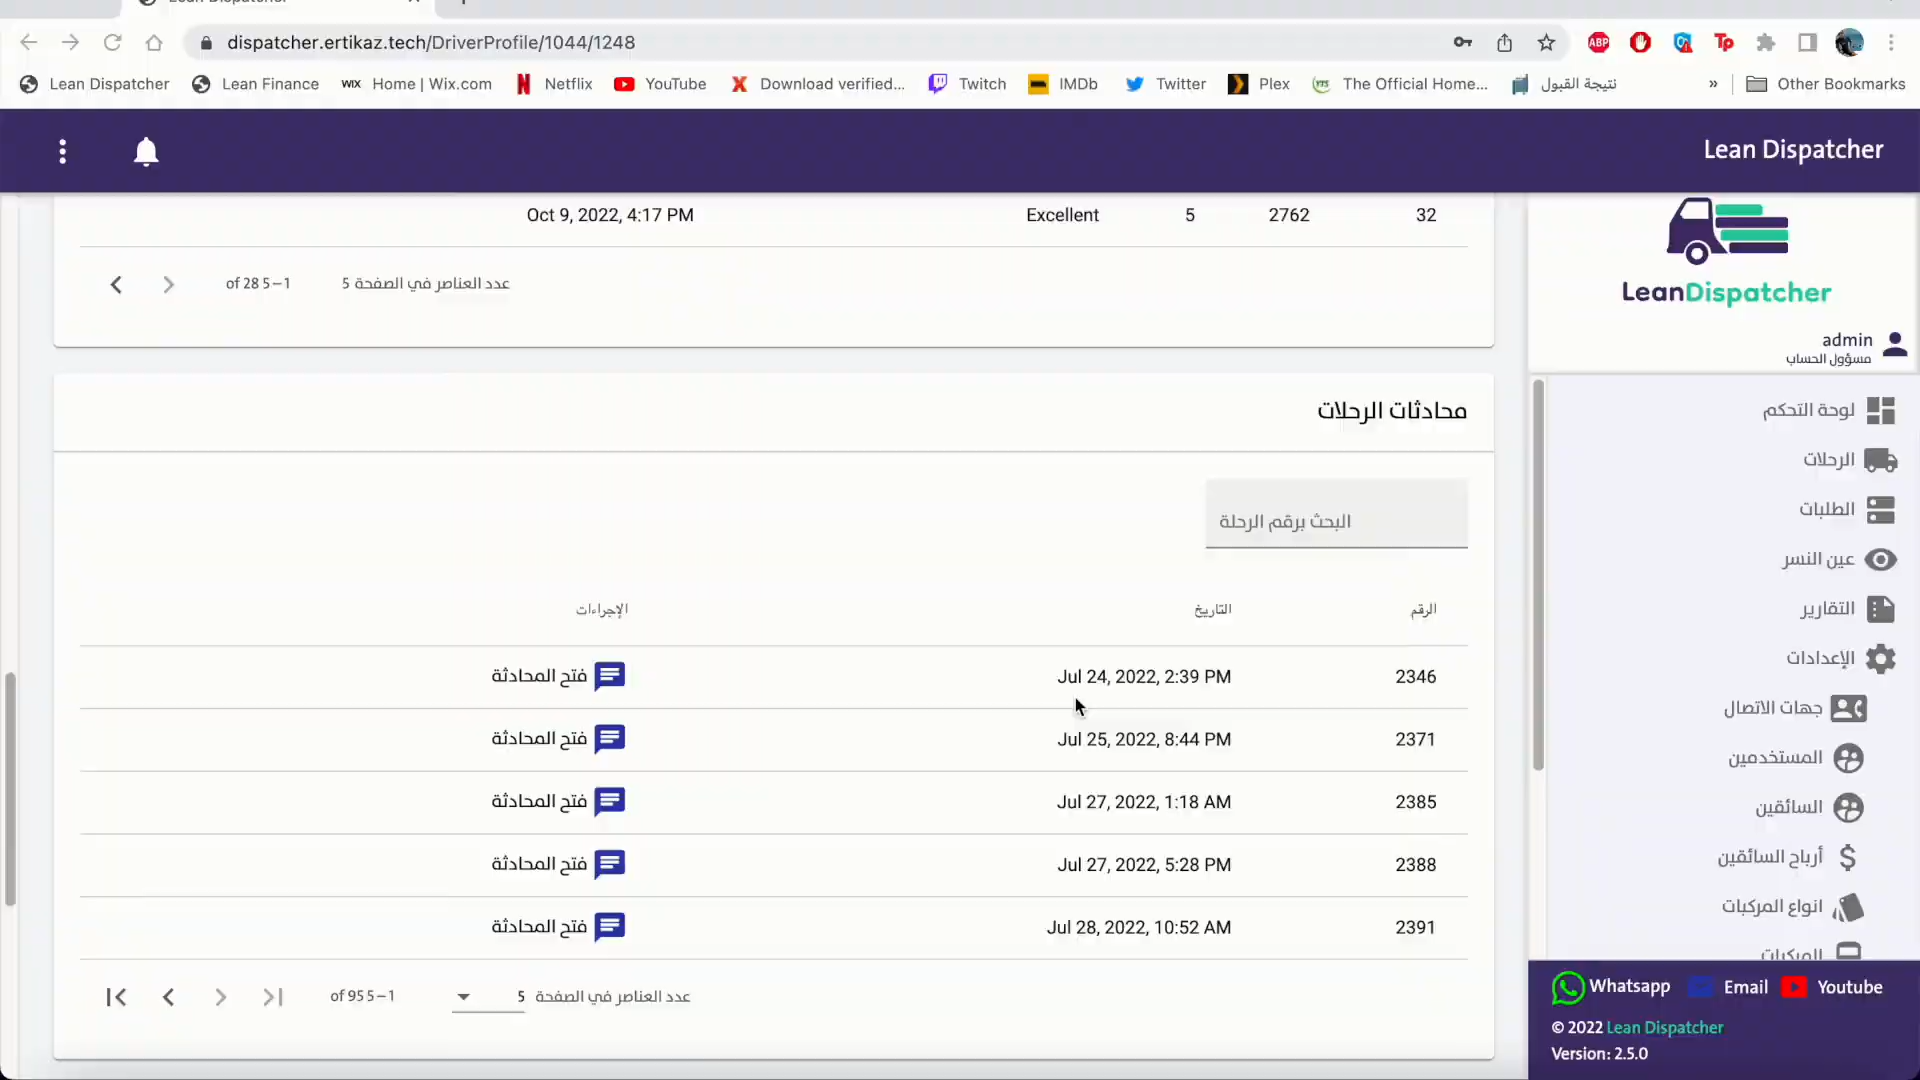 dispatcher.ertikaz.tech/DriverProfile/1044/1248
ABP
Tp
Lean Dispatcher
Lean Finance
WIX Home | Wix.com
Netflix
YouTube
Download verified...
Twitch
IMDb
Twitter
Plex
The Official Home...
نتيجة القبول
»
Other Bookmarks
Lean Dispatcher
32 2762 5 Excellent Oct 9, 2022, 4:17 PM
عدد العناصر في الصفحة 5 1–5 of 28
محادثات الرحلات
البحث برقم الرحلة
الرقم التاريخ الإجراءات
2346 Jul 24, 2022, 2:39 PM فتح المحادثة
2371 Jul 25, 2022, 8:44 PM فتح المحادثة
2385 Jul 27, 2022, 1:18 AM فتح المحادثة
2388 Jul 27, 2022, 5:28 PM فتح المحادثة
2391 Jul 28, 2022, 10:52 AM فتح المحادثة
عدد العناصر في الصفحة 5 1–5 of 95
LeanDispatcher
admin
مسؤول الحساب
لوحة التحكم
الرحلات
الطلبات
عين النسر
التقارير
الإعدادات
جهات الاتصال
المستخدمين
السائقين
أرباح السائقين
انواع المركبات
المركبات
Whatsapp Email Youtube
© 2022 Lean Dispatcher
Version: 2.5.0